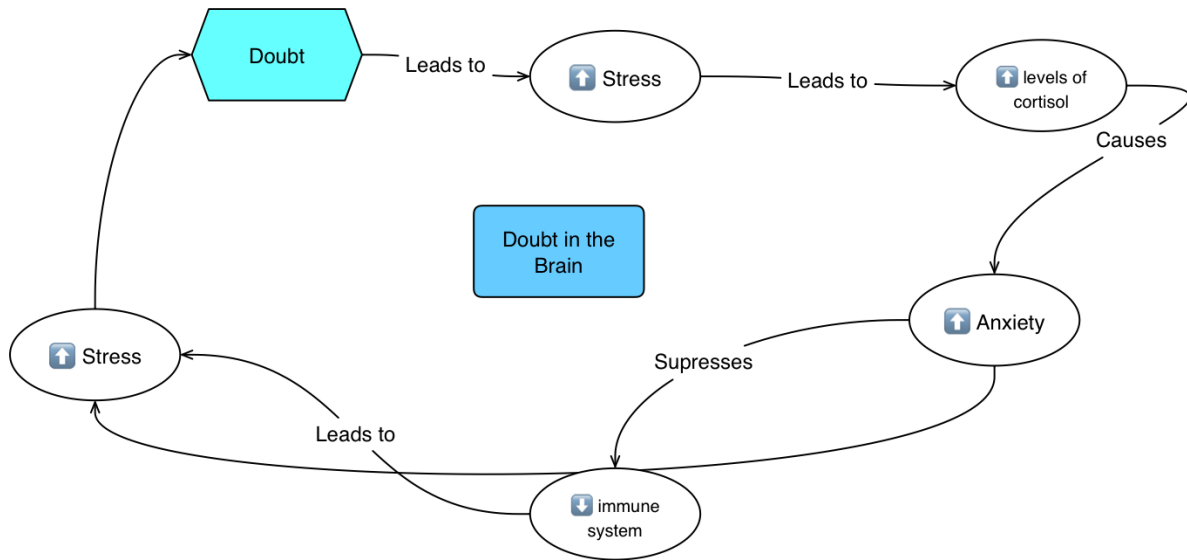 Doubt
Leads to
⬆️ Stress
Leads to
⬆️ levels of
cortisol
Causes
Doubt in the
Brain
⬆️ Anxiety
⬆️ Stress
Supresses
Leads to
⬇️ immune
system